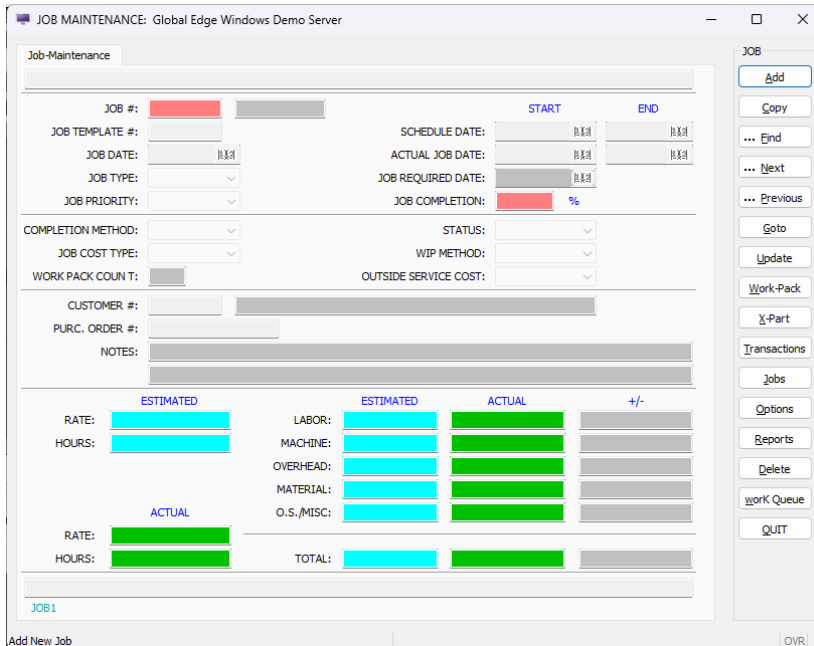 JOB MAINTENANCE: Global Edge Windows Demo Server
Job-Maintenance
JOB #:
START END
JOB TEMPLATE #:
SCHEDULE DATE:
JOB DATE:
ACTUAL JOB DATE:
JOB TYPE:
JOB REQUIRED DATE:
JOB PRIORITY:
JOB COMPLETION: %
COMPLETION METHOD:
STATUS:
JOB COST TYPE:
WIP METHOD:
WORK PACK COUN T:
OUTSIDE SERVICE COST:
CUSTOMER #:
PURC. ORDER #:
NOTES:
ESTIMATED ESTIMATED ACTUAL +/-
RATE: LABOR:
HOURS: MACHINE:
OVERHEAD:
MATERIAL:
ACTUAL O.S./MISC:
RATE:
HOURS: TOTAL:
JOB1
JOB
Add
Copy
... Find
... Next
... Previous
Goto
Update
Work-Pack
X-Part
Transactions
Jobs
Options
Reports
Delete
worK Queue
QUIT
Add New Job
OVR